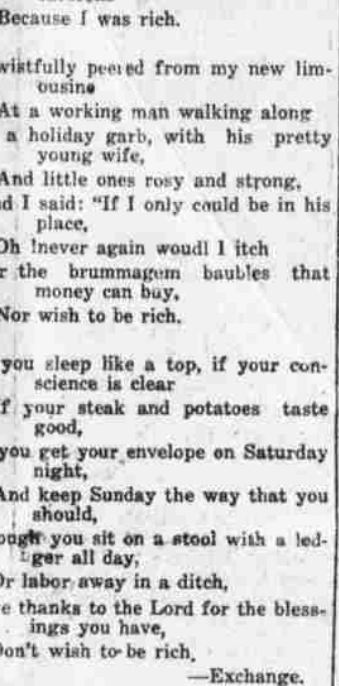 Because I was rich.
wistfully peered from my new lim-
ousine
At a working man walking along
a holiday garb, with his pretty
young wife,
And little ones rosy and strong,
d I said: "If I only could be in his
place,
Oh !never again woudl I itch
r the brummagem baubles that
money can buy,
Nor wish to be rich.
you sleep like a top, if your con-
science is clear
f your steak and potatoes taste
good,
you get your envelope on Saturday
night,
And keep Sunday the way that you
should,
ough you sit on a stool with a led-
ger all day,
Or labor away in a ditch,
e thanks to the Lord for the bless-
ings you have,
Don't wish to be rich.
—Exchange.